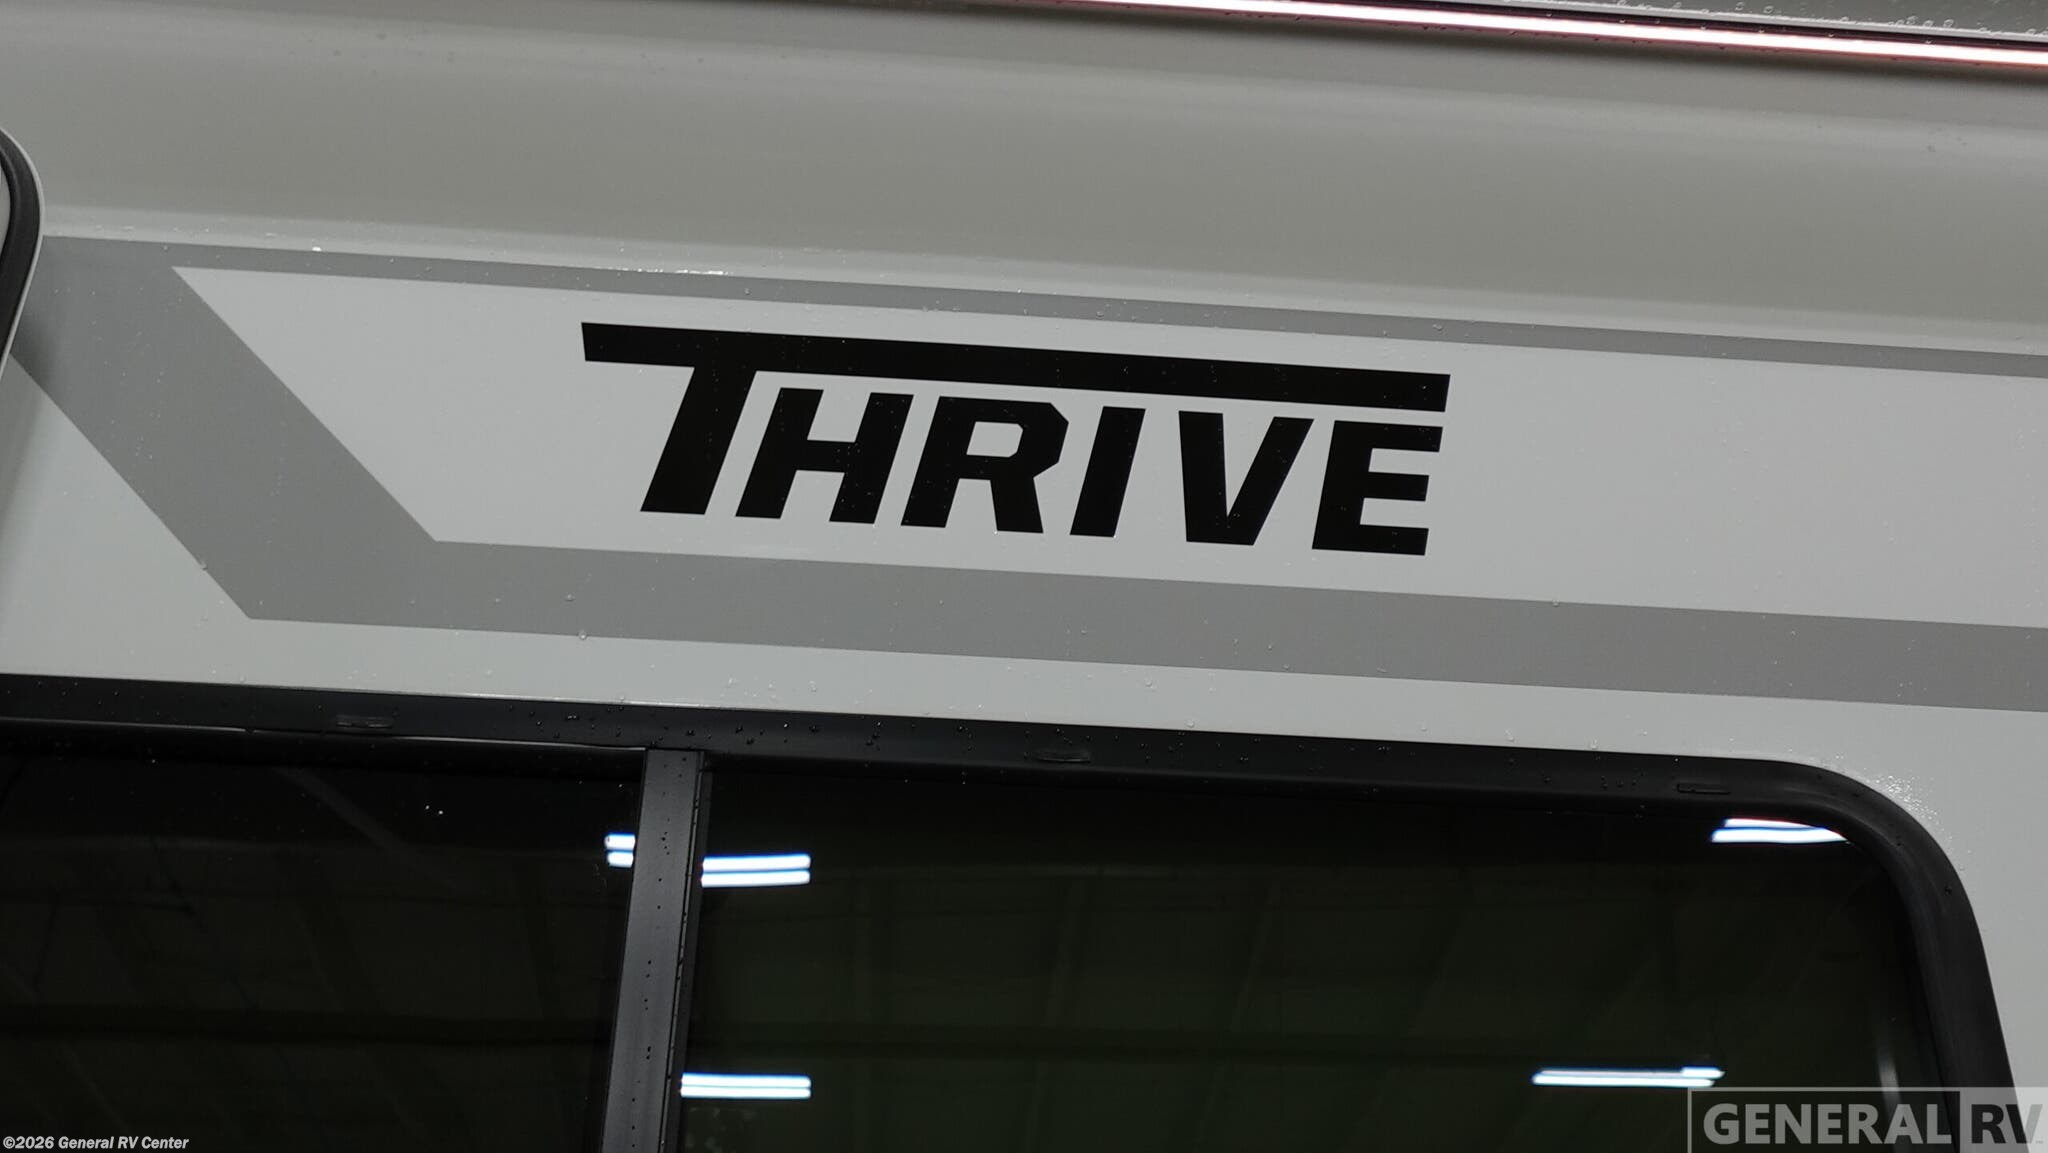 THRIVE
©2026 General RV Center
GENERAL RV